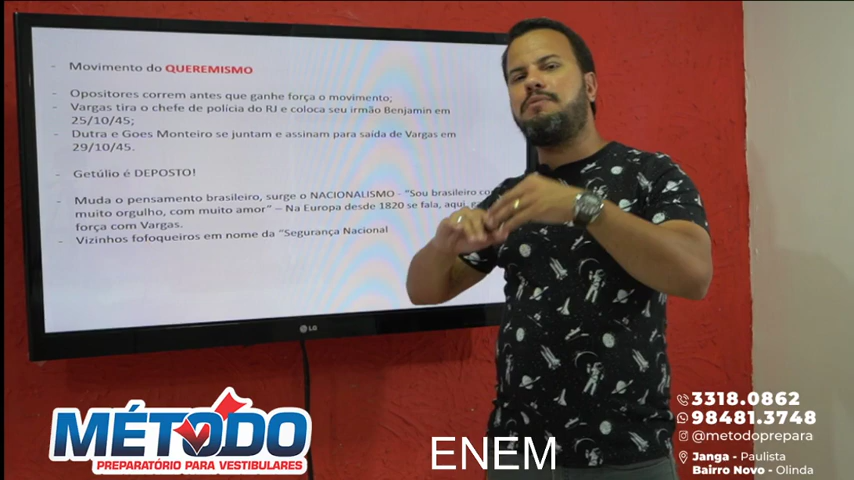 - Movimento do QUEREMISMO
- Opositores correm antes que ganhe força o movimento;
- Vargas tira o chefe de polícia do RJ e coloca seu irmão Benjamin em
25/10/45;
- Dutra e Goes Monteiro se juntam e assinam para saída de Vargas em
29/10/45.
- Getúlio é DEPOSTO!
- Muda o pensamento brasileiro, surge o NACIONALISMO - "Sou brasileiro
muito orgulho, com muito amor" – Na Europa desde 1820 se fala, aqui,
força com Vargas.
- Vizinhos fofoqueiros em nome da "Segurança Nacional
LG
MÉTODO
PREPARATÓRIO PARA VESTIBULARES
ENEM
3318.0862
98481.3748
@metodoprepara
Janga - Paulista
Bairro Novo - Olinda